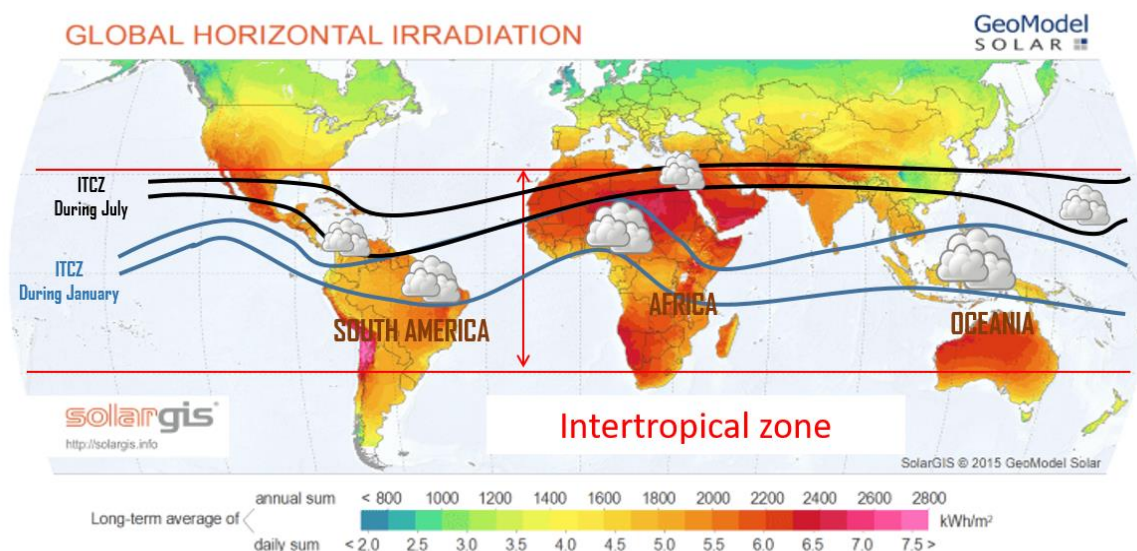 GLOBAL HORIZONTAL IRRADIATION
GeoModel
SOLAR
ITCZ
During July
ITCZ
During January
SOUTH AMERICA
AFRICA
OCEANIA
solargis
http://solargis.info
Intertropical zone
SolarGIS © 2015 GeoModel Solar
Long-term average of
annual sum < 800 1000 1200 1400 1600 1800 2000 2200 2400 2600 2800 kWh/m²
daily sum < 2.0 2.5 3.0 3.5 4.0 4.5 5.0 5.5 6.0 6.5 7.0 7.5 >